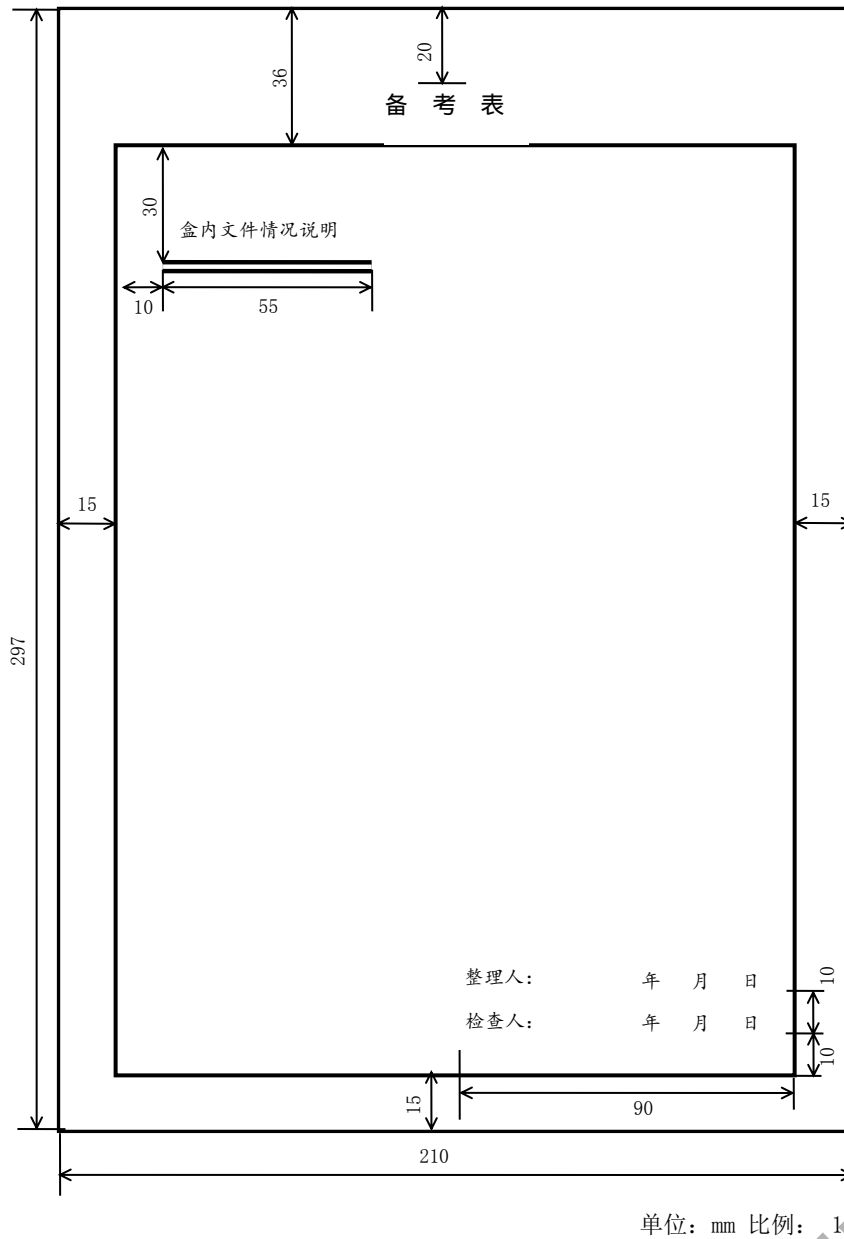 20
36
备 考 表
30
盒内文件情况说明
10 55
15 15
297
整理人： 年 月 日 10
检查人： 年 月 日
10
15 90
210
单位：mm 比例： 1